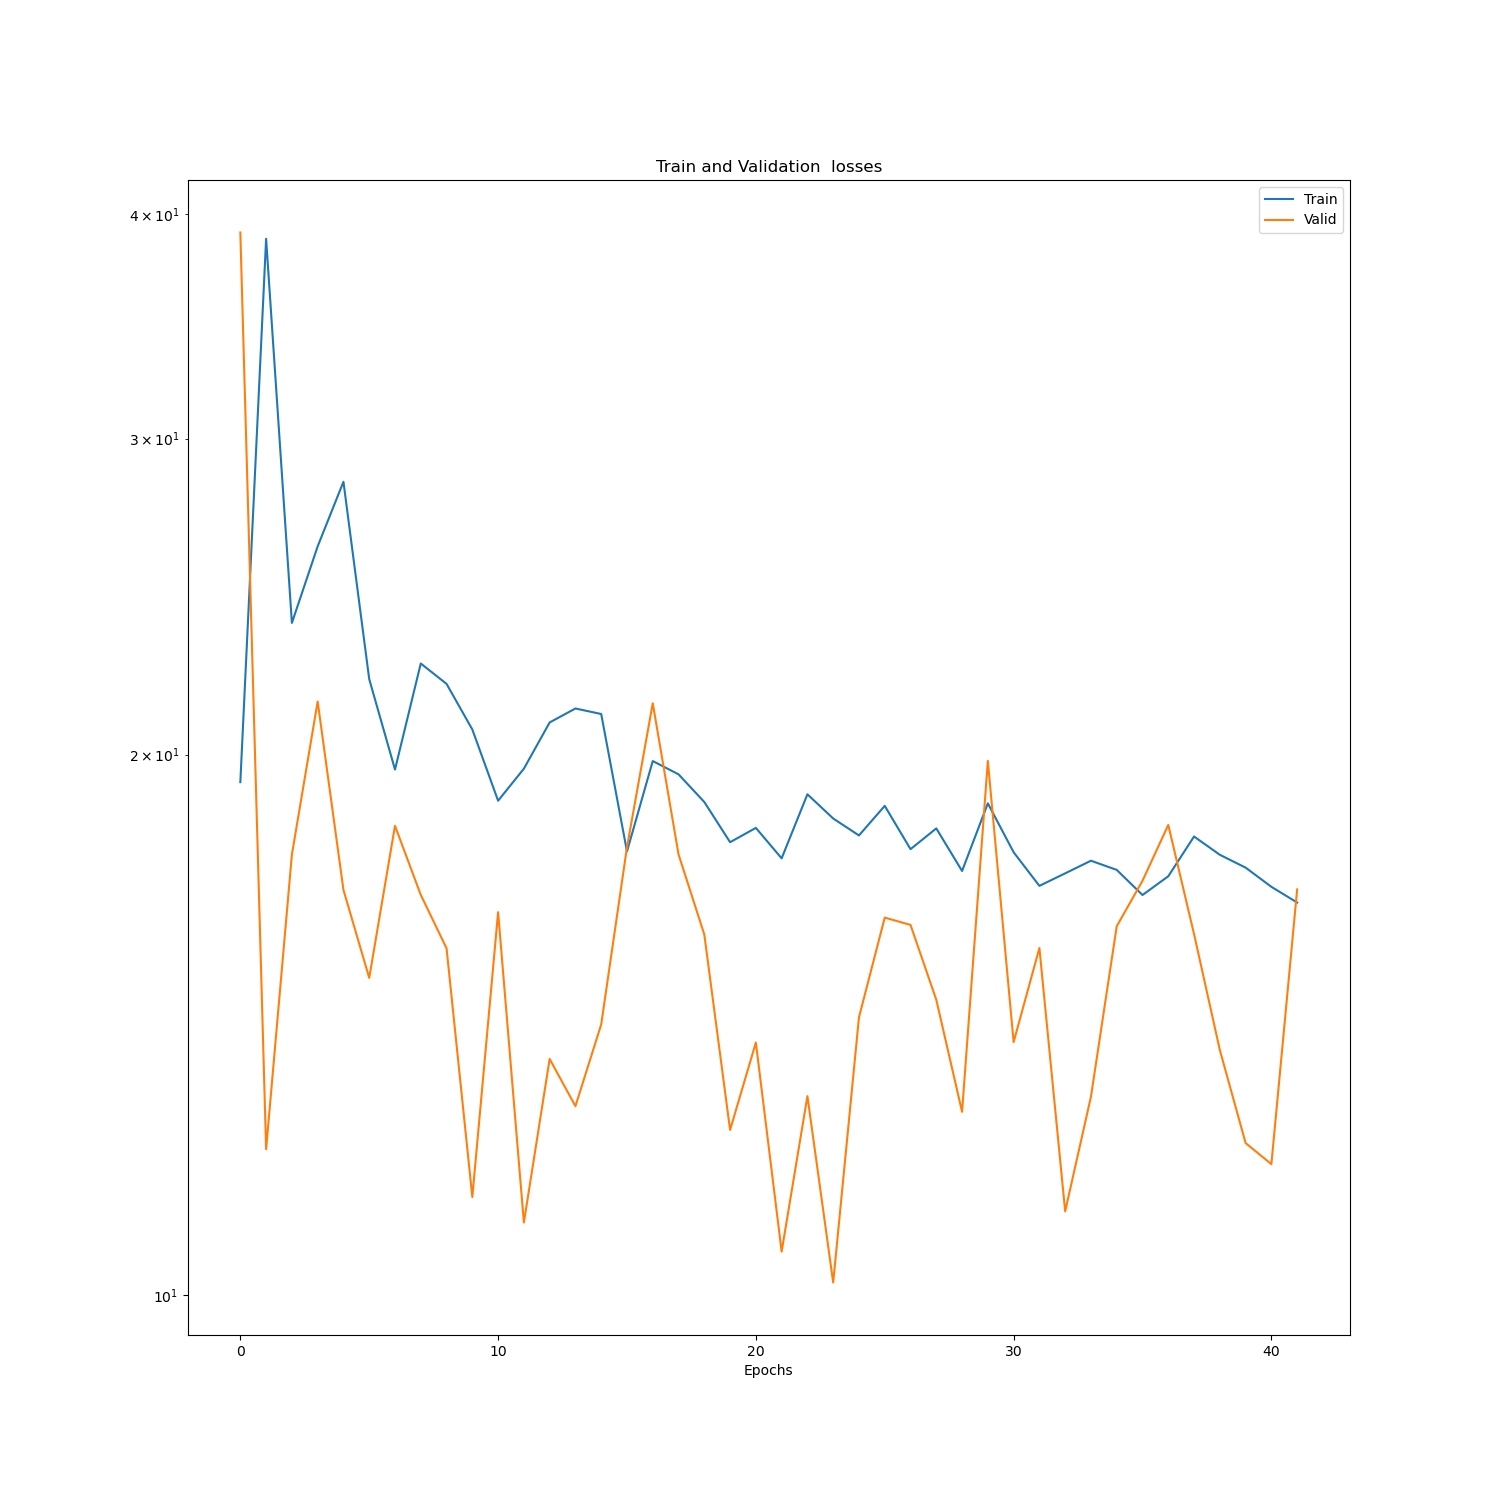 Train and Validation  losses
Train
Valid
4 × 10¹
3 × 10¹
2 × 10¹
10¹
0 10 20 30 40
Epochs